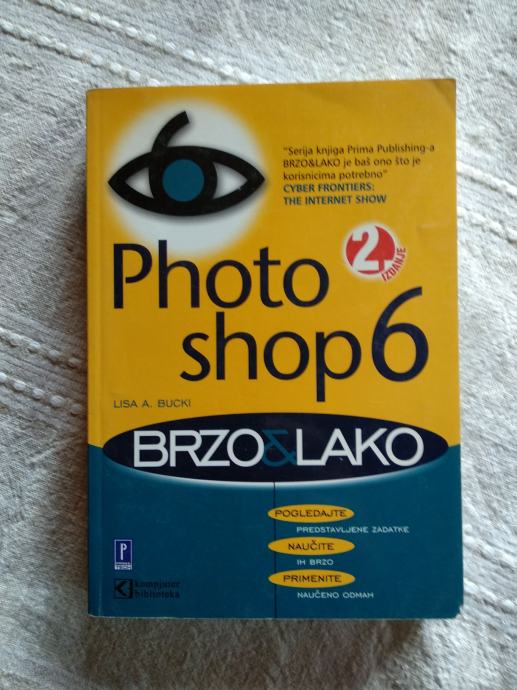 "Serija knjiga Prima Publishing-a
BRZO&LAKO je baš ono što je
korisnicima potrebno"
CYBER FRONTIERS:
THE INTERNET SHOW
2.
IZDANJE
Photo
shop 6
LISA A. BUCKI
BRZO&LAKO
POGLEDAJTE
PREDSTAVLJENE ZADATKE
NAUČITE
IH BRZO
PRIMENITE
NAUČENO ODMAH
P
kompjuter
biblioteka